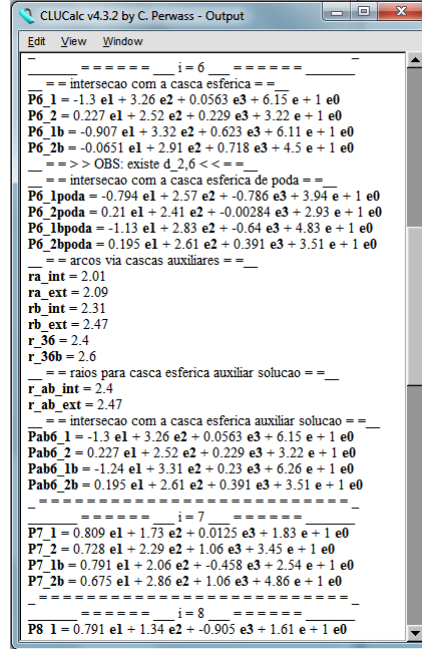 CLUCalc v4.3.2 by C. Perwass - Output
Edit View Window
_ _
______ = = = = = = ___ i = 6 ___ = = = = = = ______
__ = = intersecao com a casca esferica = =__
P6_1 = -1.3 e1 + 3.26 e2 + 0.0563 e3 + 6.15 e + 1 e0
P6_2 = 0.227 e1 + 2.52 e2 + 0.229 e3 + 3.22 e + 1 e0
P6_1b = -0.907 e1 + 3.32 e2 + 0.623 e3 + 6.11 e + 1 e0
P6_2b = -0.0651 e1 + 2.91 e2 + 0.718 e3 + 4.5 e + 1 e0
__ = = > > OBS: existe d_2,6 < < = =__
__ = = intersecao com a casca esferica de poda = =__
P6_1poda = -0.794 e1 + 2.57 e2 + -0.786 e3 + 3.94 e + 1 e0
P6_2poda = 0.21 e1 + 2.41 e2 + -0.00284 e3 + 2.93 e + 1 e0
P6_1bpoda = -1.13 e1 + 2.83 e2 + -0.64 e3 + 4.83 e + 1 e0
P6_2bpoda = 0.195 e1 + 2.61 e2 + 0.391 e3 + 3.51 e + 1 e0
__ = = arcos via cascas auxiliares = =__
ra_int = 2.01
ra_ext = 2.09
rb_int = 2.31
rb_ext = 2.47
r_36 = 2.4
r_36b = 2.6
__ = = raios para casca esferica auxiliar solucao = =__
r_ab_int = 2.4
r_ab_ext = 2.47
__ = = intersecao com a casca esferica auxiliar solucao = =__
Pab6_1 = -1.3 e1 + 3.26 e2 + 0.0563 e3 + 6.15 e + 1 e0
Pab6_2 = 0.227 e1 + 2.52 e2 + 0.229 e3 + 3.22 e + 1 e0
Pab6_1b = -1.24 e1 + 3.31 e2 + 0.23 e3 + 6.26 e + 1 e0
Pab6_2b = 0.195 e1 + 2.61 e2 + 0.391 e3 + 3.51 e + 1 e0
_ = = = = = = = = = = = = = = = = = = = = = = = = = = _
______ = = = = = = ___ i = 7 ___ = = = = = = ______
P7_1 = 0.809 e1 + 1.73 e2 + 0.0125 e3 + 1.83 e + 1 e0
P7_2 = 0.728 e1 + 2.29 e2 + 1.06 e3 + 3.45 e + 1 e0
P7_1b = 0.791 e1 + 2.06 e2 + -0.458 e3 + 2.54 e + 1 e0
P7_2b = 0.675 e1 + 2.86 e2 + 1.06 e3 + 4.86 e + 1 e0
_ = = = = = = = = = = = = = = = = = = = = = = = = = = _
______ = = = = = = ___ i = 8 ___ = = = = = = ______
P8_1 = 0.791 e1 + 1.34 e2 + -0.905 e3 + 1.61 e + 1 e0